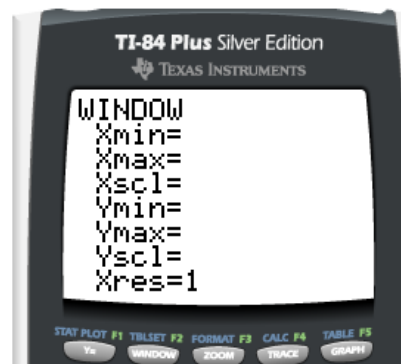 TI-84 Plus Silver Edition
TEXAS INSTRUMENTS
WINDOW
Xmin=
Xmax=
Xscl=
Ymin=
Ymax=
Yscl=
Xres=1
STAT PLOT F1 TBLSET F2 FORMAT F3 CALC F4 TABLE F5
Y= WINDOW ZOOM TRACE GRAPH